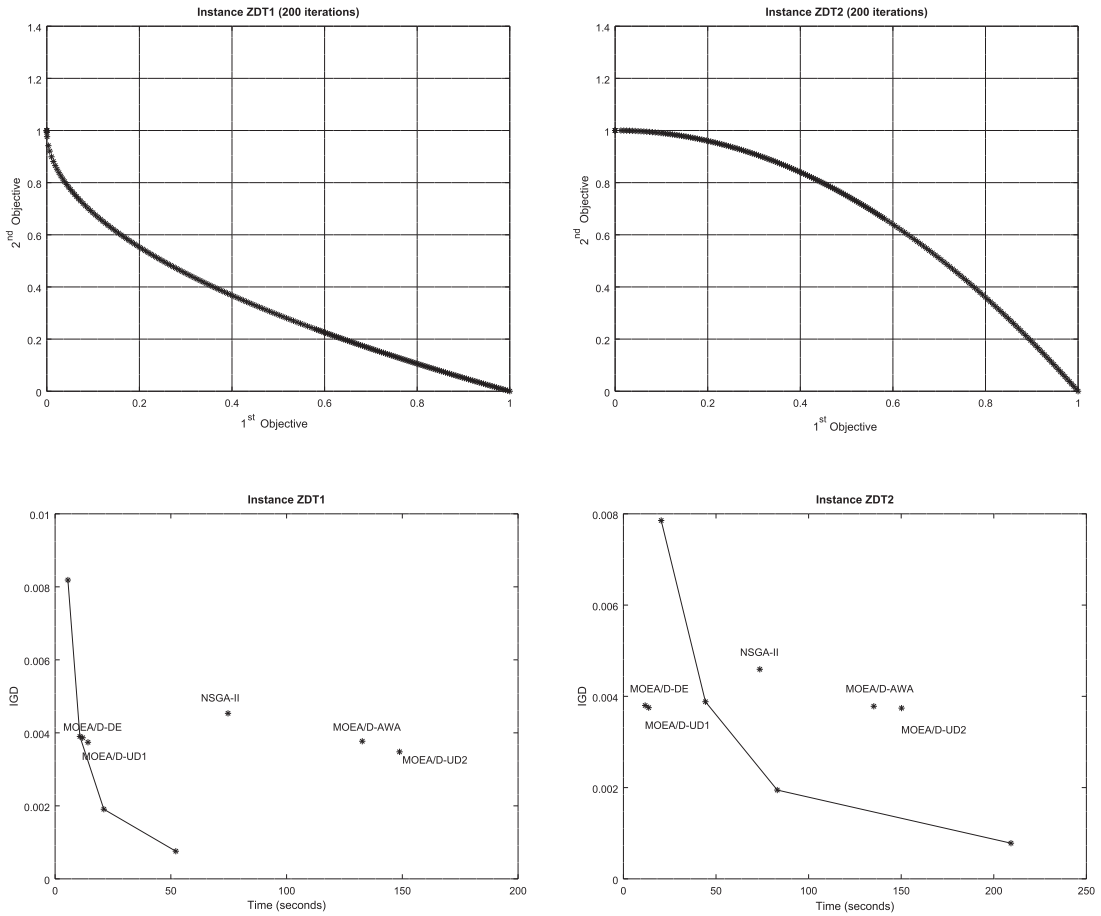 Instance ZDT1 (200 iterations)
1.4
1.2
1
0.8
0.6
0.4
0.2
0
2nd Objective
0 0.2 0.4 0.6 0.8 1
1st Objective
Instance ZDT2 (200 iterations)
1.4
1.2
1
0.8
0.6
0.4
0.2
0
2nd Objective
0 0.2 0.4 0.6 0.8 1
1st Objective
Instance ZDT1
0.01
0.008
0.006
0.004
0.002
0
IGD
NSGA-II
MOEA/D-DE
MOEA/D-AWA
MOEA/D-UD1
MOEA/D-UD2
0 50 100 150 200
Time (seconds)
Instance ZDT2
0.008
0.006
0.004
0.002
0
IGD
NSGA-II
MOEA/D-DE
MOEA/D-AWA
MOEA/D-UD1
MOEA/D-UD2
0 50 100 150 200 250
Time (seconds)